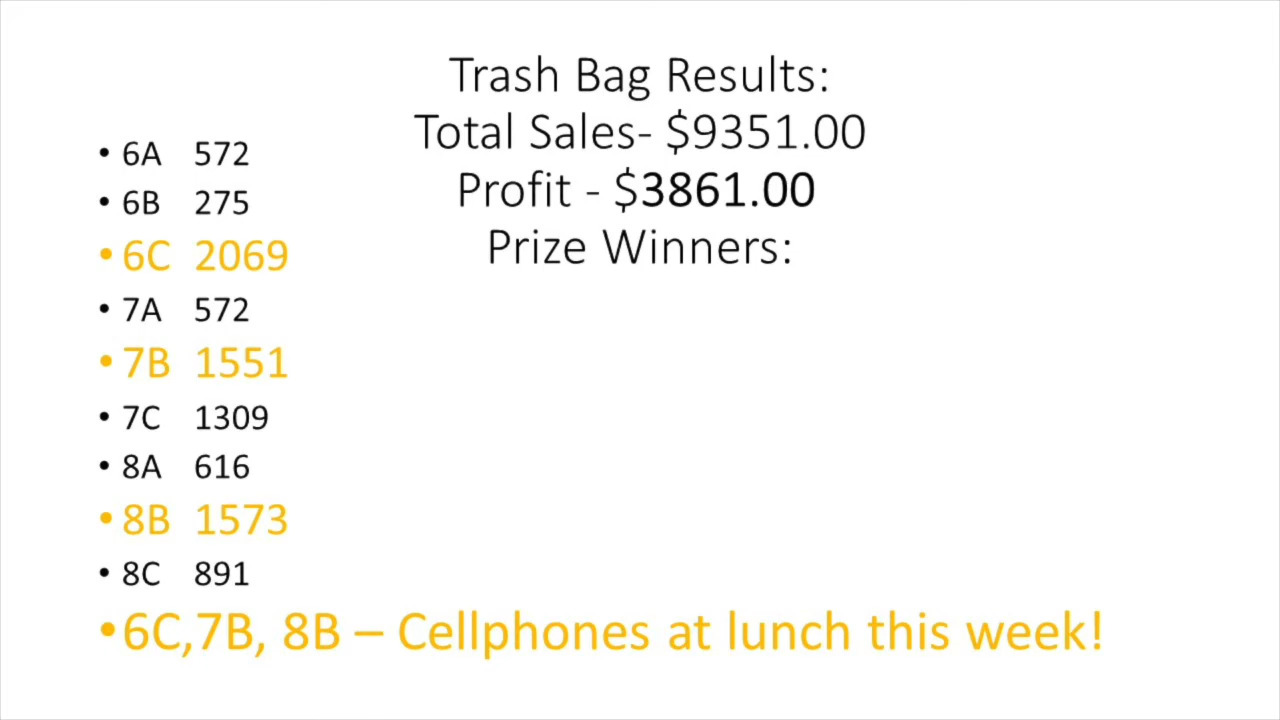 Trash Bag Results:
Total Sales- $9351.00
Profit - $3861.00
Prize Winners:
• 6A 572
• 6B 275
• 6C 2069
• 7A 572
• 7B 1551
• 7C 1309
• 8A 616
• 8B 1573
• 8C 891
• 6C,7B, 8B – Cellphones at lunch this week!